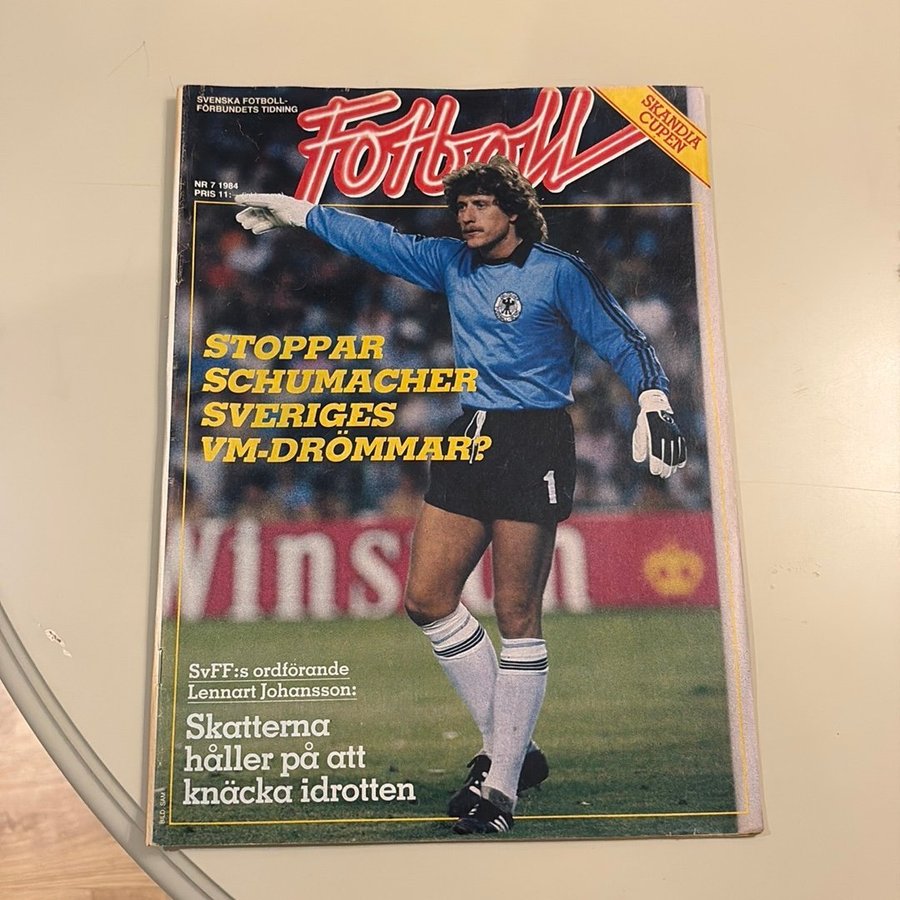 SVENSKA FOTBOLL-
FÖRBUNDETS TIDNING
Fotboll
SKANDIA
CUPEN
NR 7 1984
PRIS 11:-
STOPPAR
SCHUMACHER
SVERIGES
VM-DRÖMMAR?
1
Winston
SvFF:s ordförande
Lennart Johansson:
Skatterna
håller på att
knäcka idrotten